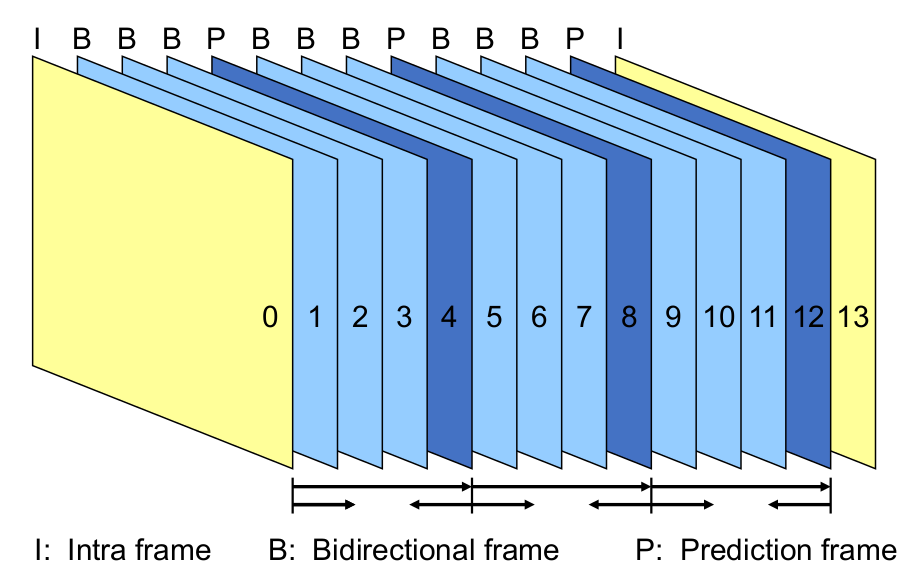 I B B B P B B B P B B B P I
0 1 2 3 4 5 6 7 8 9 10 11 12 13
I: Intra frame B: Bidirectional frame P: Prediction frame